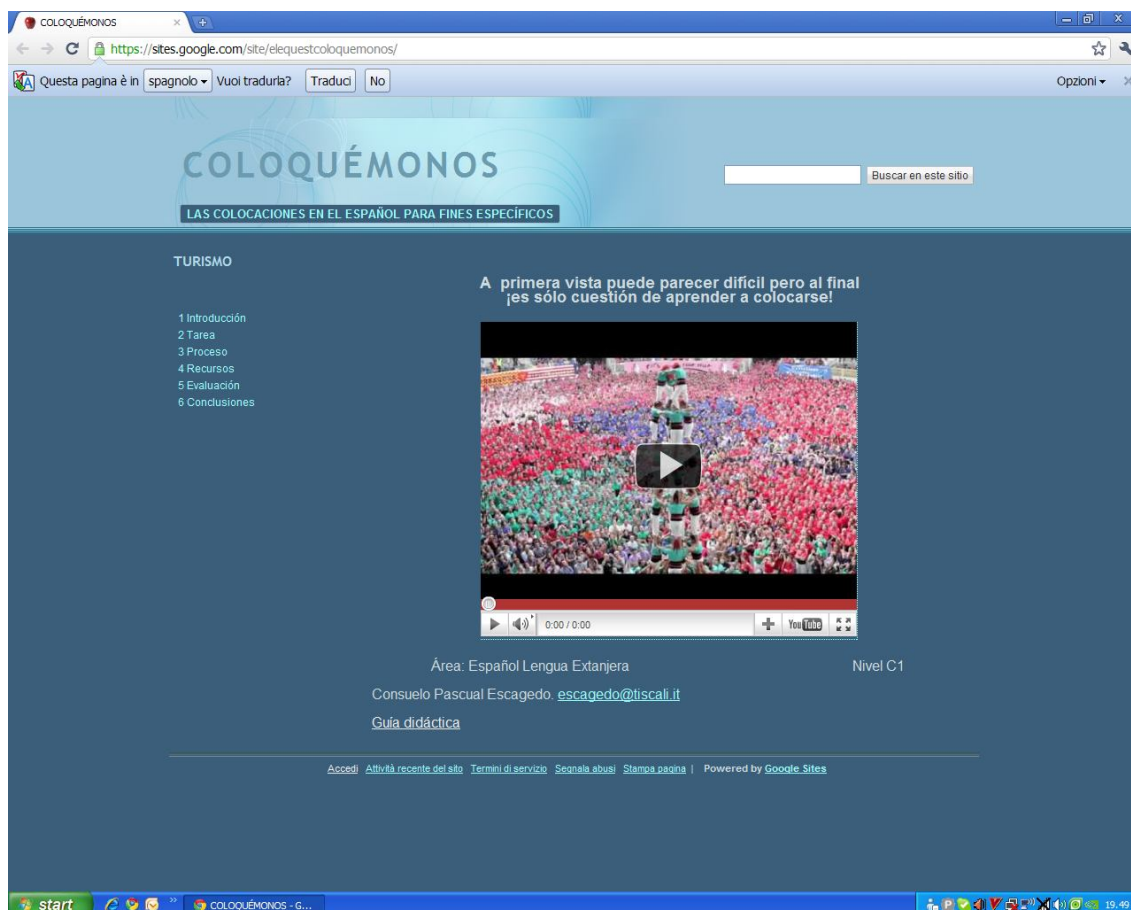 COLOQUÉMONOS
https://sites.google.com/site/elequestcoloquemonos/
Questa pagina è in spagnolo Vuoi tradurla? Traduci No Opzioni
COLOQUÉMONOS
Buscar en este sitio
LAS COLOCACIONES EN EL ESPAÑOL PARA FINES ESPECÍFICOS
TURISMO
1 Introducción
2 Tarea
3 Proceso
4 Recursos
5 Evaluación
6 Conclusiones
A primera vista puede parecer difícil pero al final
¡es sólo cuestión de aprender a colocarse!
0:00 / 0:00 YouTube
Área: Español Lengua Extanjera Nivel C1
Consuelo Pascual Escagedo. escagedo@tiscali.it
Guía didáctica
Accedi Attività recente del sito Termini di servizio Segnala abusi Stampa pagina | Powered by Google Sites
start COLOQUÉMONOS - G... 19.49